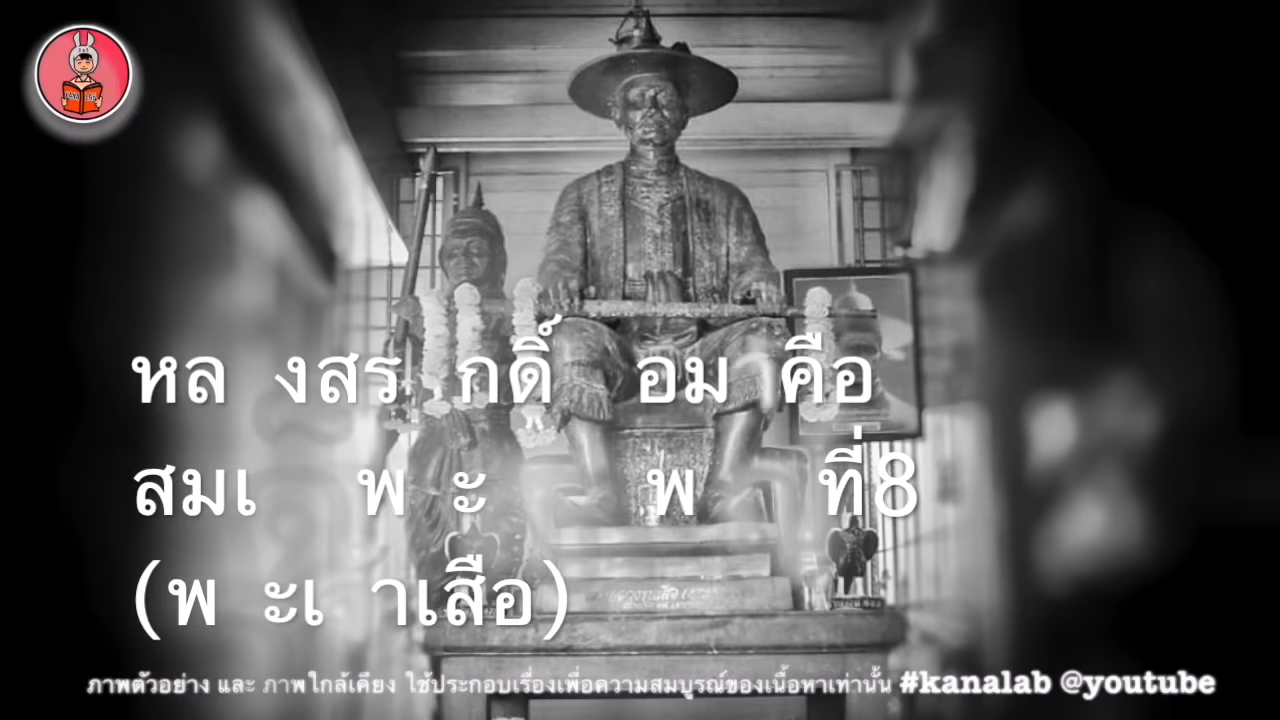 หล งสร กดิ์ อม คือ
สมเ พ ะ พ ที่8
(พ ะเ าเสือ)
ภาพตัวอย่าง และ ภาพใกล้เคียง ใช้ประกอบเรื่องเพื่อความสมบูรณ์ของเนื้อหาเท่านั้น #kanalab @youtube